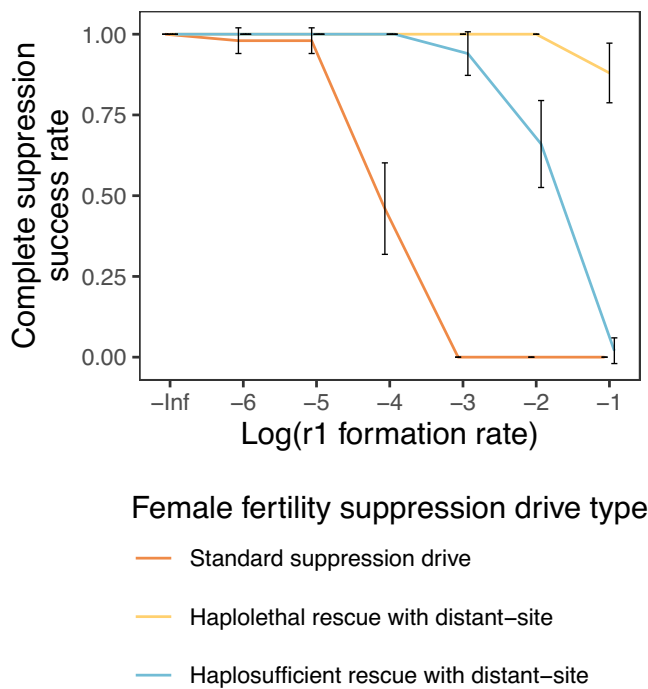 Complete suppression
success rate
1.00
0.75
0.50
0.25
0.00
−Inf −6 −5 −4 −3 −2 −1
Log(r1 formation rate)
Female fertility suppression drive type
Standard suppression drive
Haplolethal rescue with distant−site
Haplosufficient rescue with distant−site